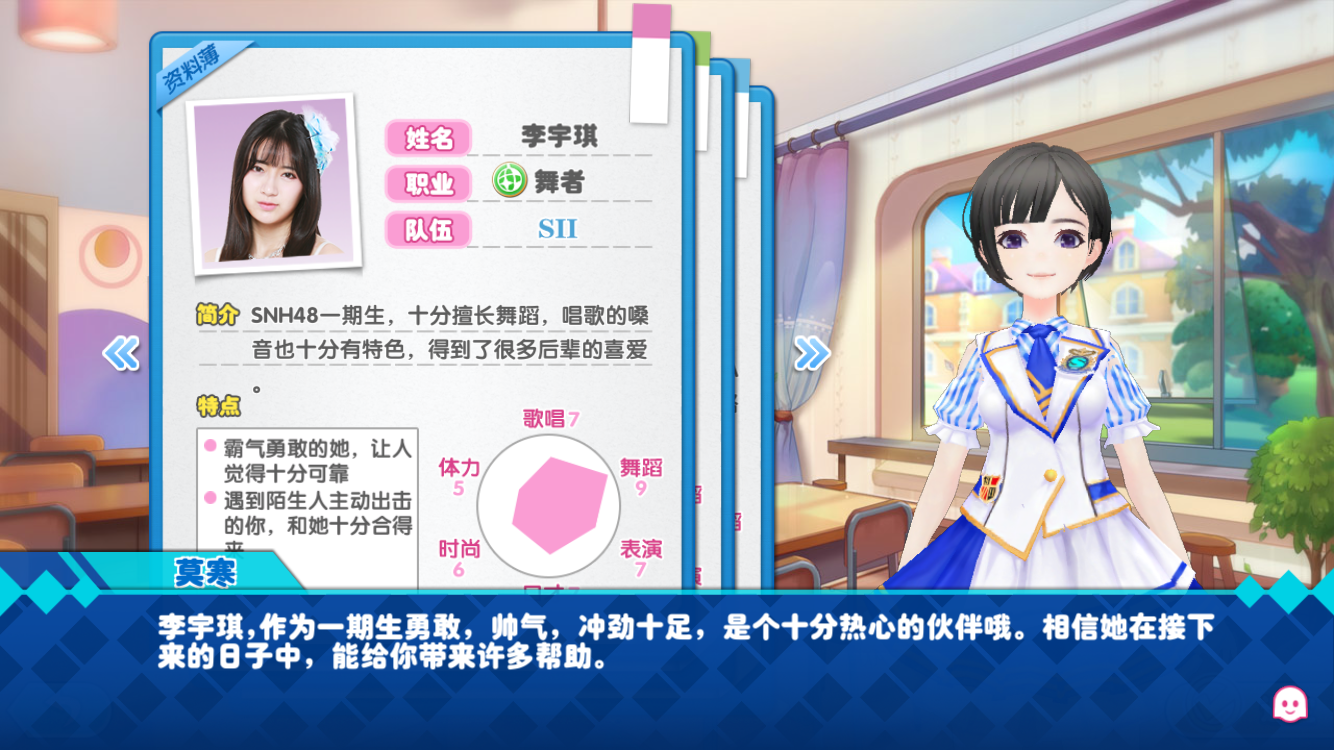 资料薄
姓名 李宇琪
职业 舞者
队伍 SII
简介 SNH48一期生，十分擅长舞蹈，唱歌的嗓
音也十分有特色，得到了很多后辈的喜爱
。
特点
霸气勇敢的她，让人
觉得十分可靠
遇到陌生人主动出击
的你，和她十分合得
来
歌唱7
体力
5
舞蹈
9
时尚
6
表演
7
莫寒
李宇琪，作为一期生勇敢，帅气，冲劲十足，是个十分热心的伙伴哦。相信她在接下
来的日子中，能给你带来许多帮助。